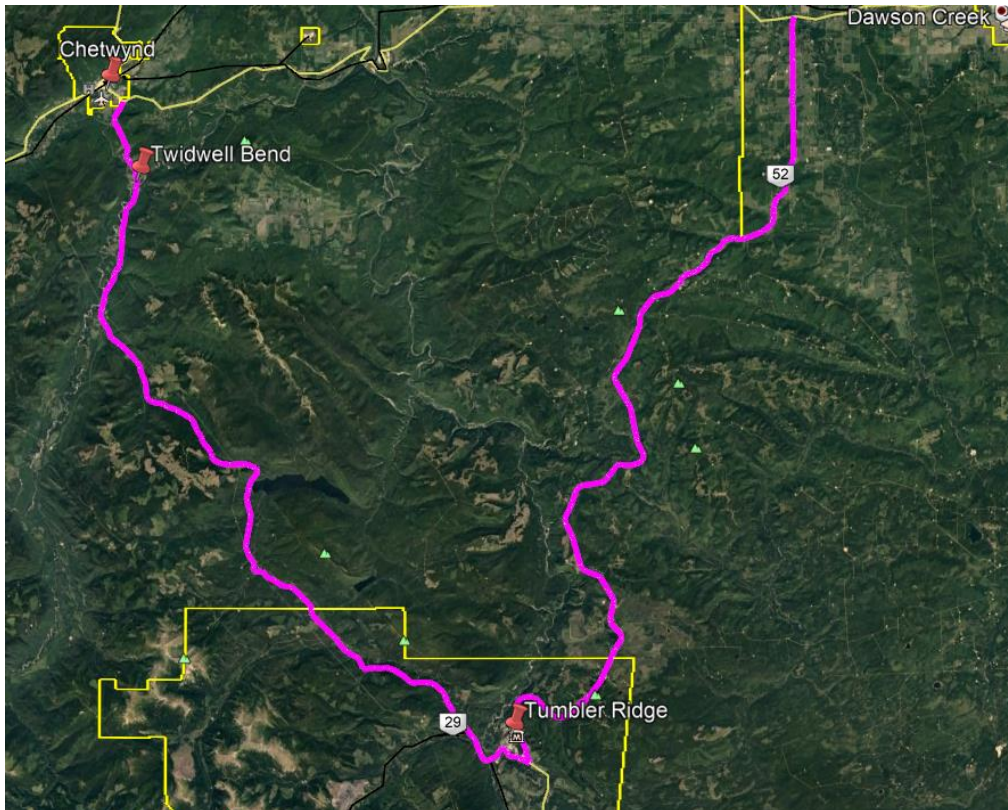 Dawson Creek
Chetwynd
H
Twidwell Bend
52
Tumbler Ridge
29
M